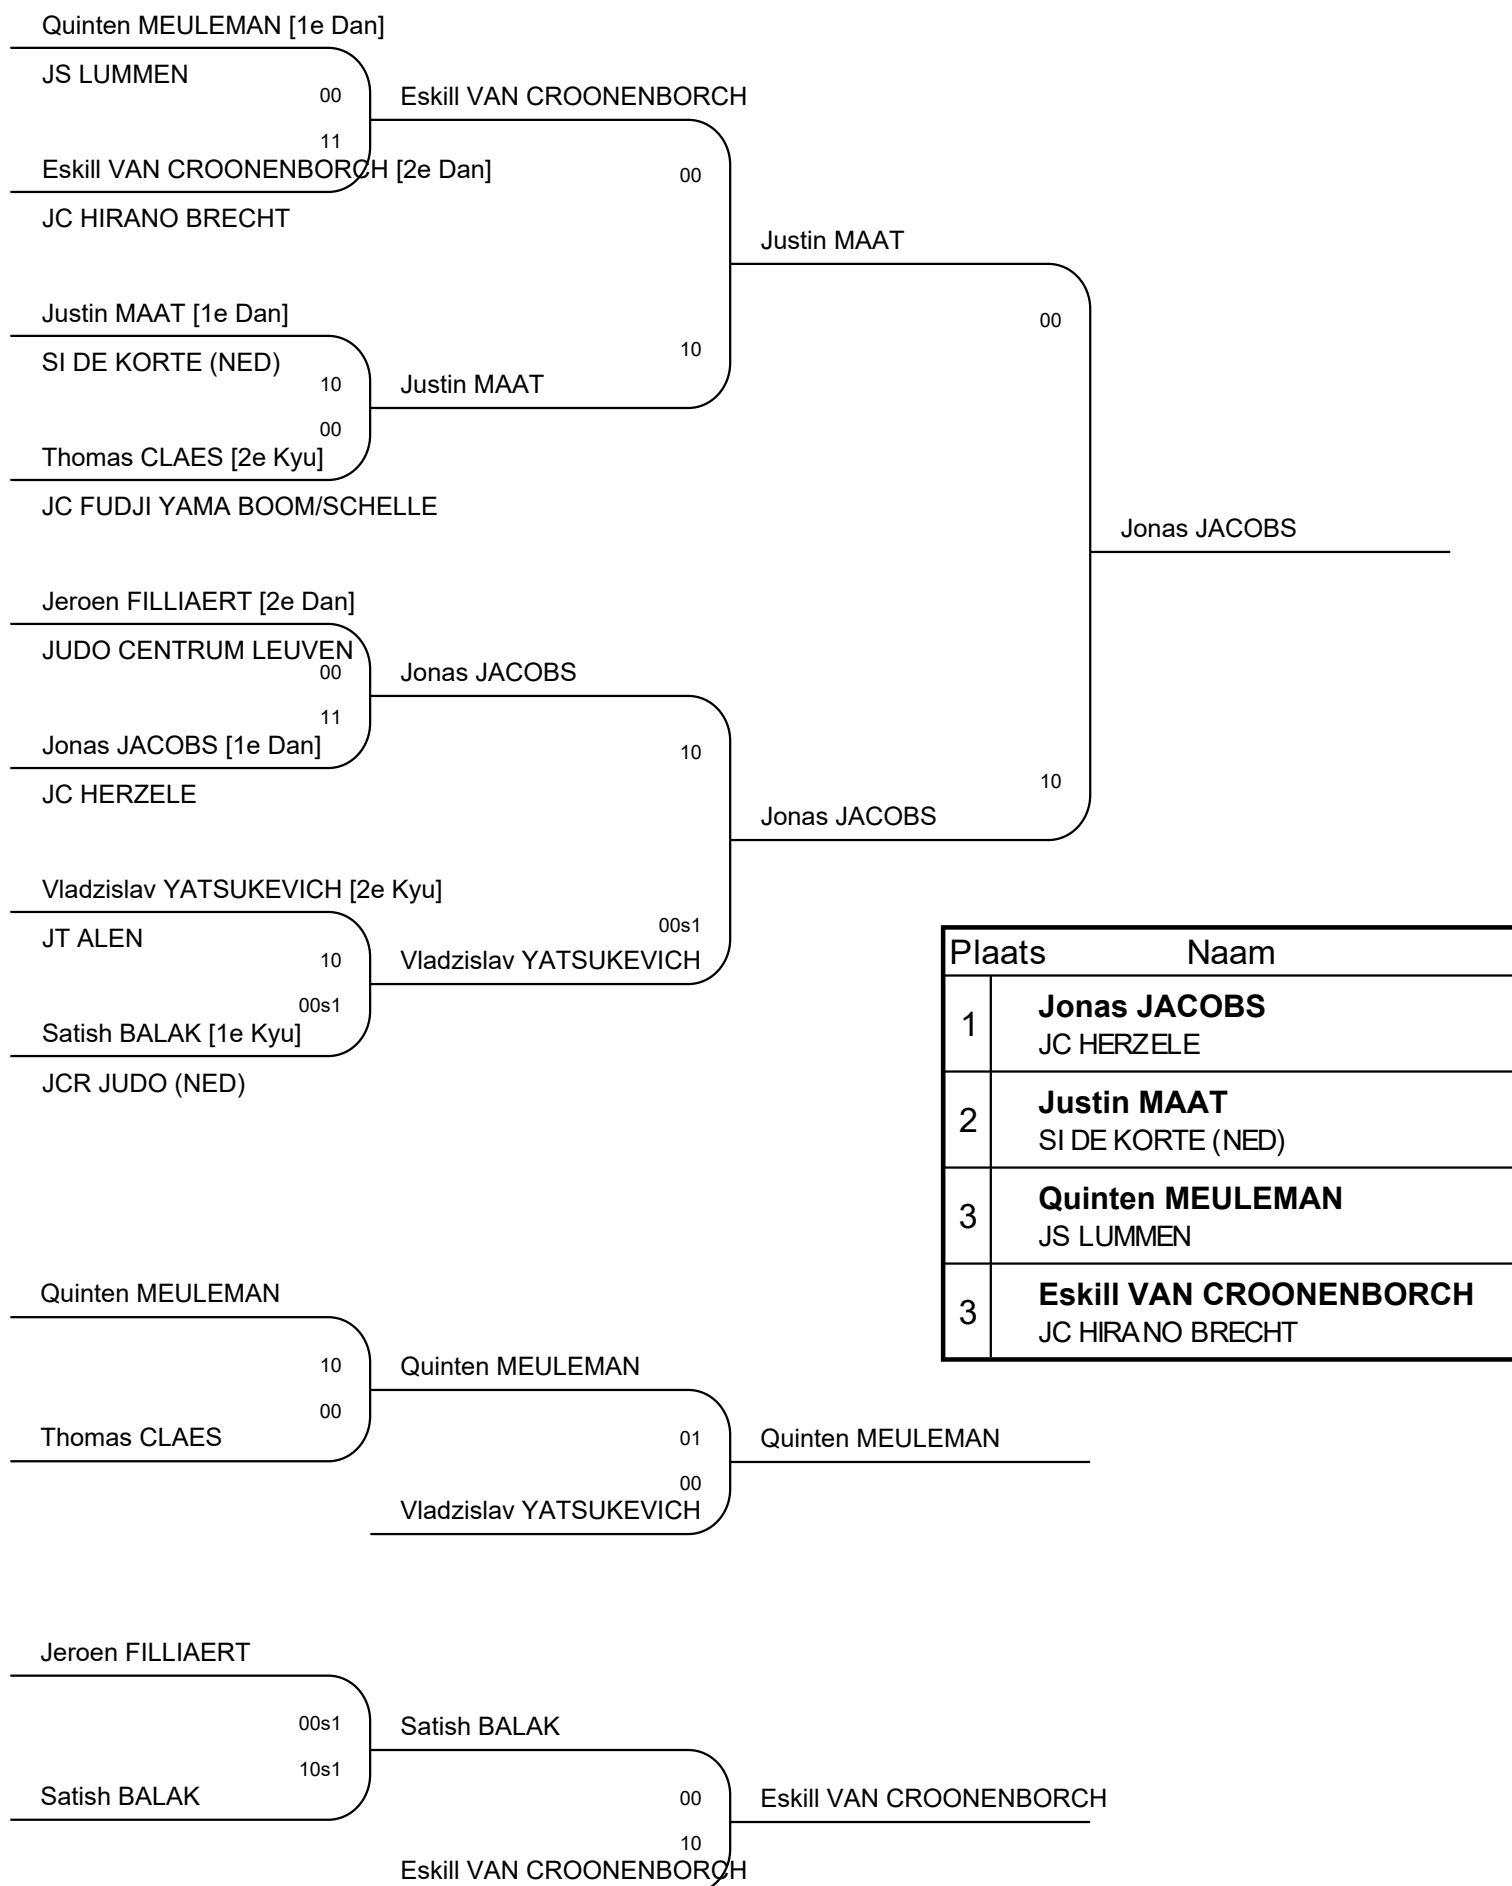 Quinten MEULEMAN [1e Dan]
JS LUMMEN
00
Eskill VAN CROONENBORCH
11
Eskill VAN CROONENBORCH [2e Dan]
00
JC HIRANO BRECHT
Justin MAAT
Justin MAAT [1e Dan]
00
SI DE KORTE (NED)
10
10
Justin MAAT
00
Thomas CLAES [2e Kyu]
JC FUDJI YAMA BOOM/SCHELLE
Jonas JACOBS
Jeroen FILLIAERT [2e Dan]
JUDO CENTRUM LEUVEN
00
Jonas JACOBS
11
Jonas JACOBS [1e Dan]
10
JC HERZELE
10
Jonas JACOBS
Vladzislav YATSUKEVICH [2e Kyu]
JT ALEN
00s1
10
Vladzislav YATSUKEVICH
00s1
Satish BALAK [1e Kyu]
JCR JUDO (NED)
Plaats Naam
1 Jonas JACOBS
JC HERZELE
2 Justin MAAT
SI DE KORTE (NED)
3 Quinten MEULEMAN
JS LUMMEN
3 Eskill VAN CROONENBORCH
JC HIRANO BRECHT
Quinten MEULEMAN
10
Quinten MEULEMAN
00
Thomas CLAES
01
Quinten MEULEMAN
00
Vladzislav YATSUKEVICH
Jeroen FILLIAERT
00s1
Satish BALAK
10s1
Satish BALAK
00
Eskill VAN CROONENBORCH
10
Eskill VAN CROONENBORCH